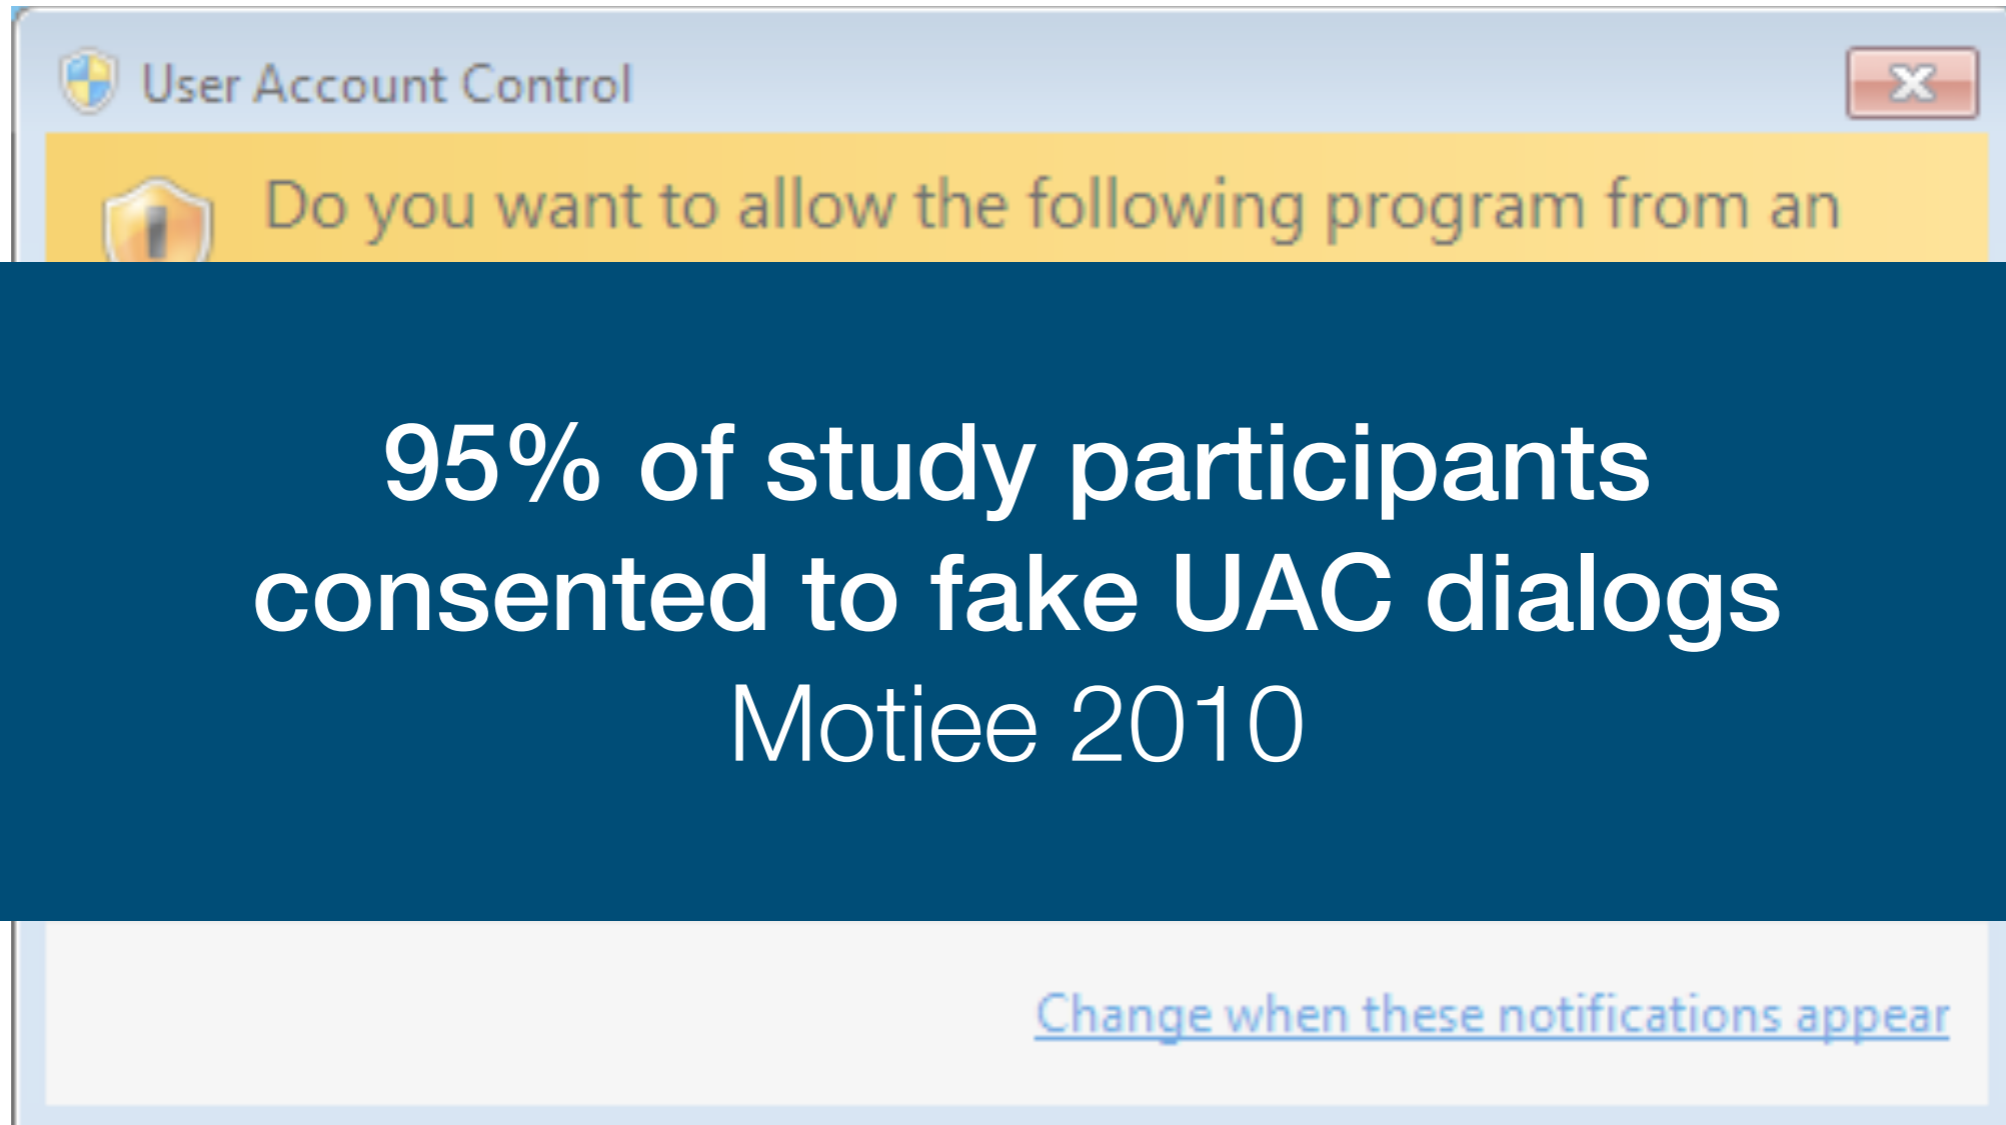 User Account Control
Do you want to allow the following program from an
95% of study participants
consented to fake UAC dialogs
Motiee 2010
Change when these notifications appear